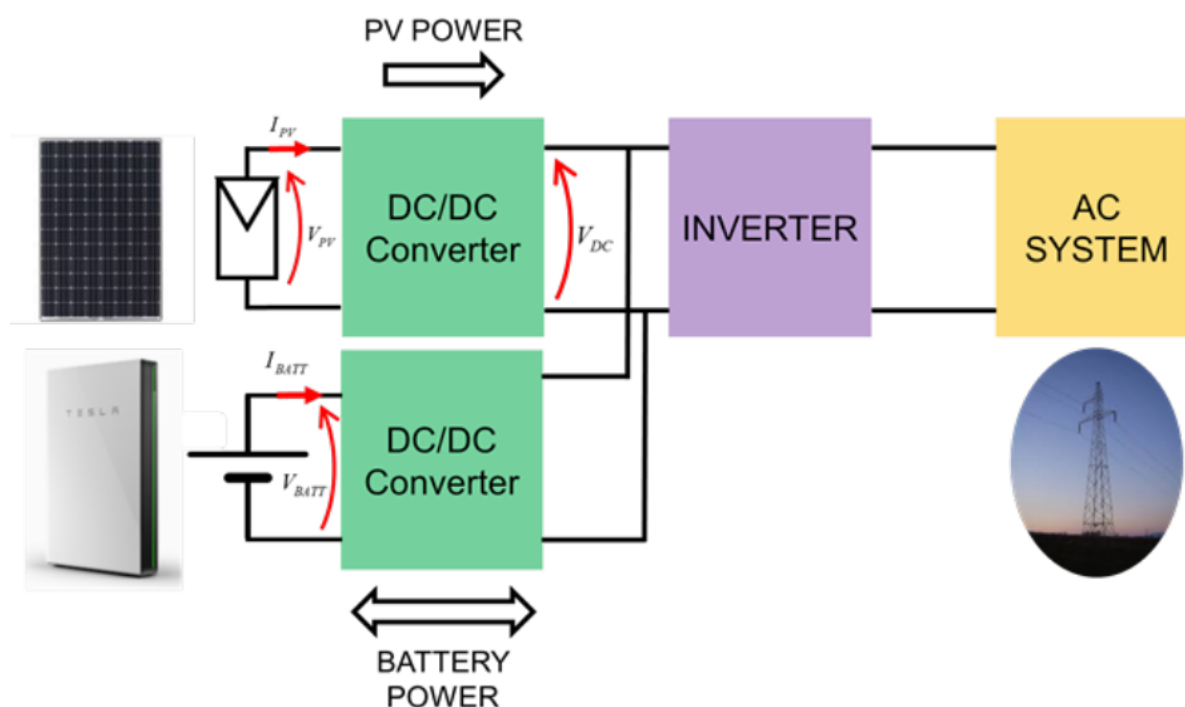 PV POWER
I_PV
V_PV
DC/DC
Converter
V_DC
INVERTER
AC
SYSTEM
TESLA
I_BATT
V_BATT
DC/DC
Converter
BATTERY
POWER